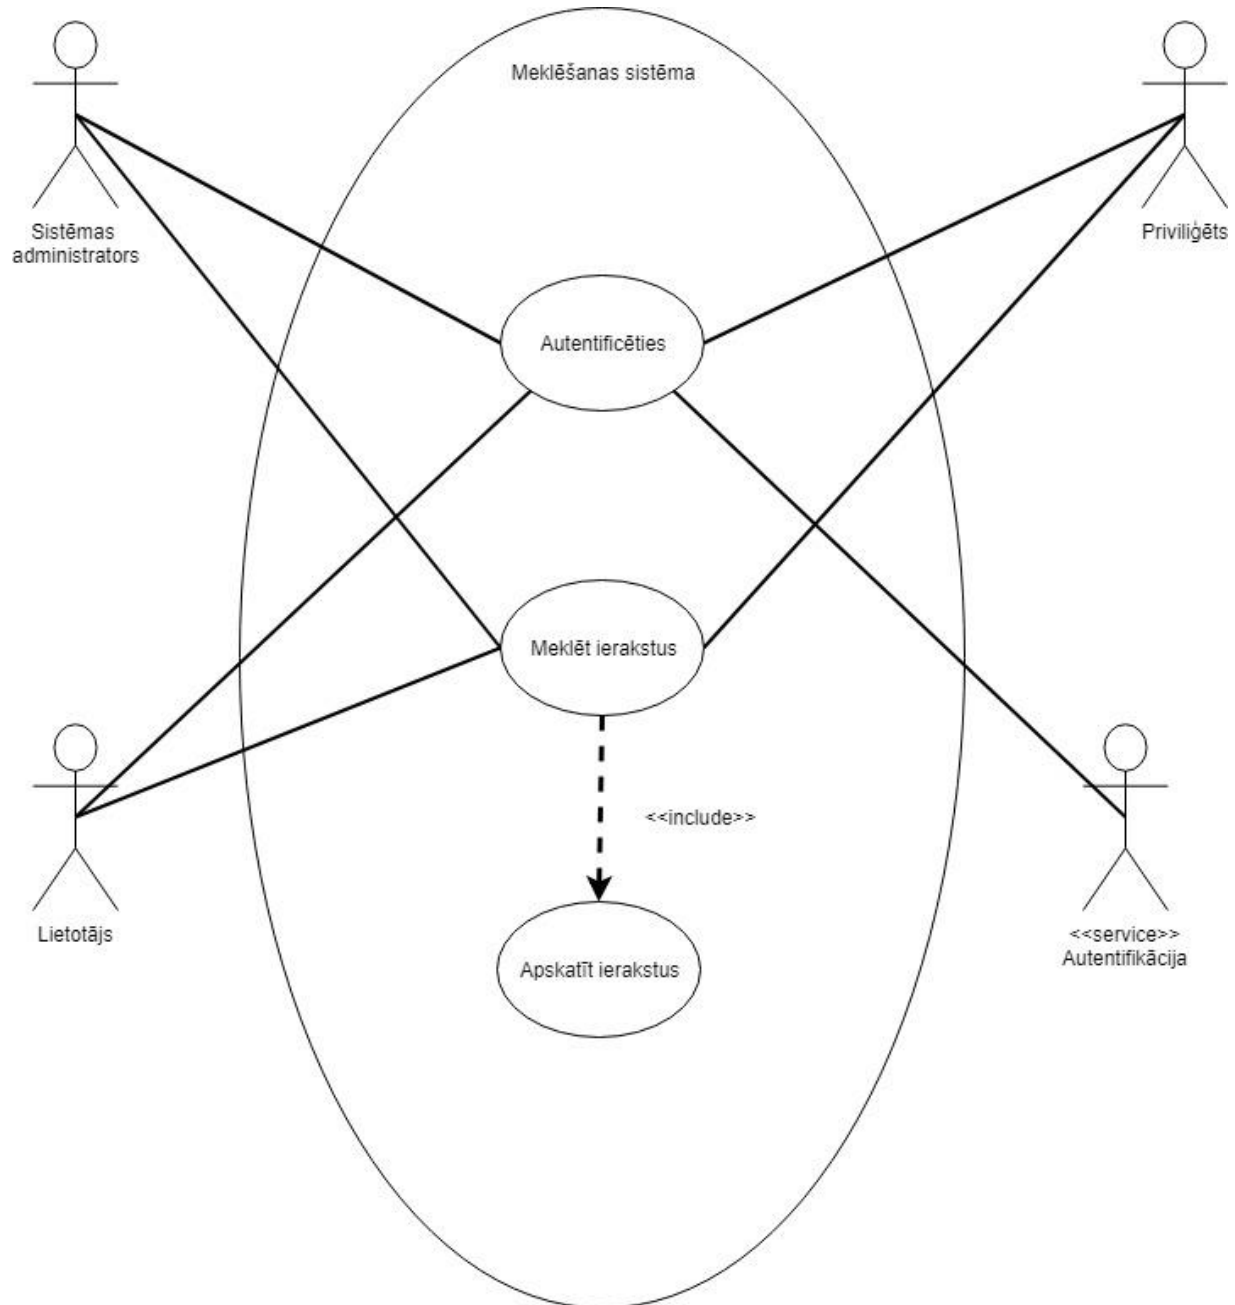 Meklēšanas sistēma
Sistēmas
administrators
Priviliģēts
Autentificēties
Meklēt ierakstus
<<include>>
Lietotājs
<<service>>
Autentifikācija
Apskatīt ierakstus